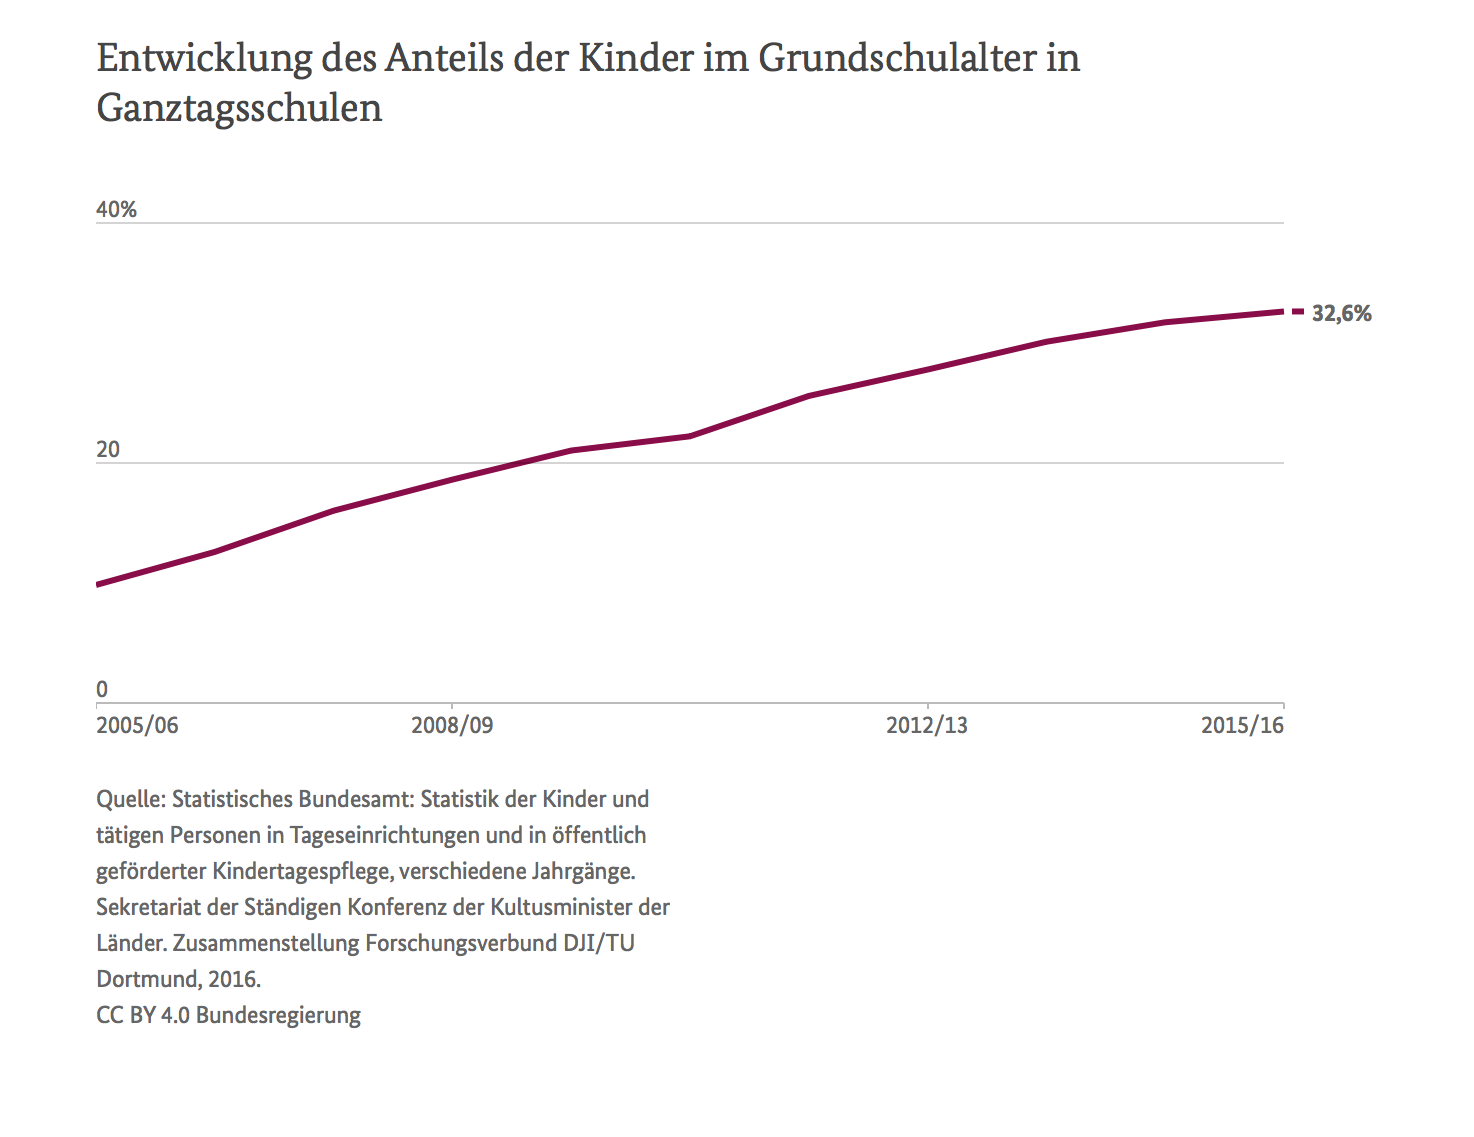 Entwicklung des Anteils der Kinder im Grundschulalter in
Ganztagsschulen
40%
32,6%
20
0
2005/06
2008/09
2012/13
2015/16
Quelle: Statistisches Bundesamt: Statistik der Kinder und
tätigen Personen in Tageseinrichtungen und in öffentlich
geförderter Kindertagespflege, verschiedene Jahrgänge.
Sekretariat der Ständigen Konferenz der Kultusminister der
Länder. Zusammenstellung Forschungsverbund DJI/TU
Dortmund, 2016.
CC BY 4.0 Bundesregierung